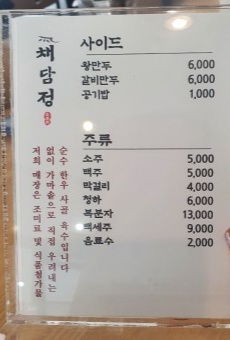 채담정
사이드
왕만두 6,000
갈비만두 6,000
공기밥 1,000
주류
소주 5,000
맥주 5,000
막걸리 4,000
청하 6,000
복분자 13,000
백세주 9,000
음료수 2,000
저희 매장은 조미료 및 식품첨가물
없이 가마솥으로 직접 우려내는
순수 한우 사골 육수입니다